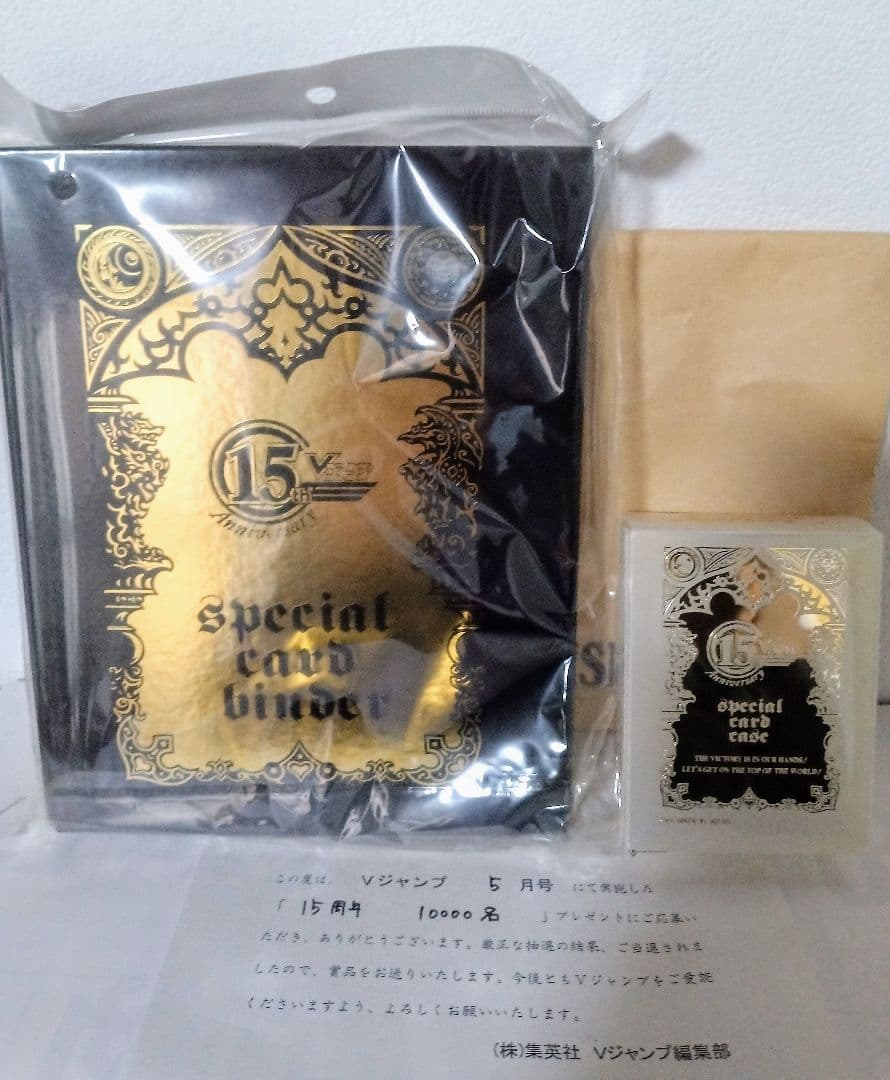 15th
V JUMP
Anniversary
special
card
binder
SH
15th
Anniversary
special
card
case
THE VICTORY IS IN OUR HANDS!
LET'S GET ON THE TOP OF THE WORLD!
MADE IN JAPAN
この度は、 Vジャンプ 5 月号 にて実施した
「 15周年 10000名 」プレゼントにご応募い
ただき、ありがとうございます。厳正な抽選の結果、ご当選されま
したので、賞品をお送りいたします。今後ともVジャンプをご愛読
くださいますよう、よろしくお願いいたします。
(株)集英社 Vジャンプ編集部